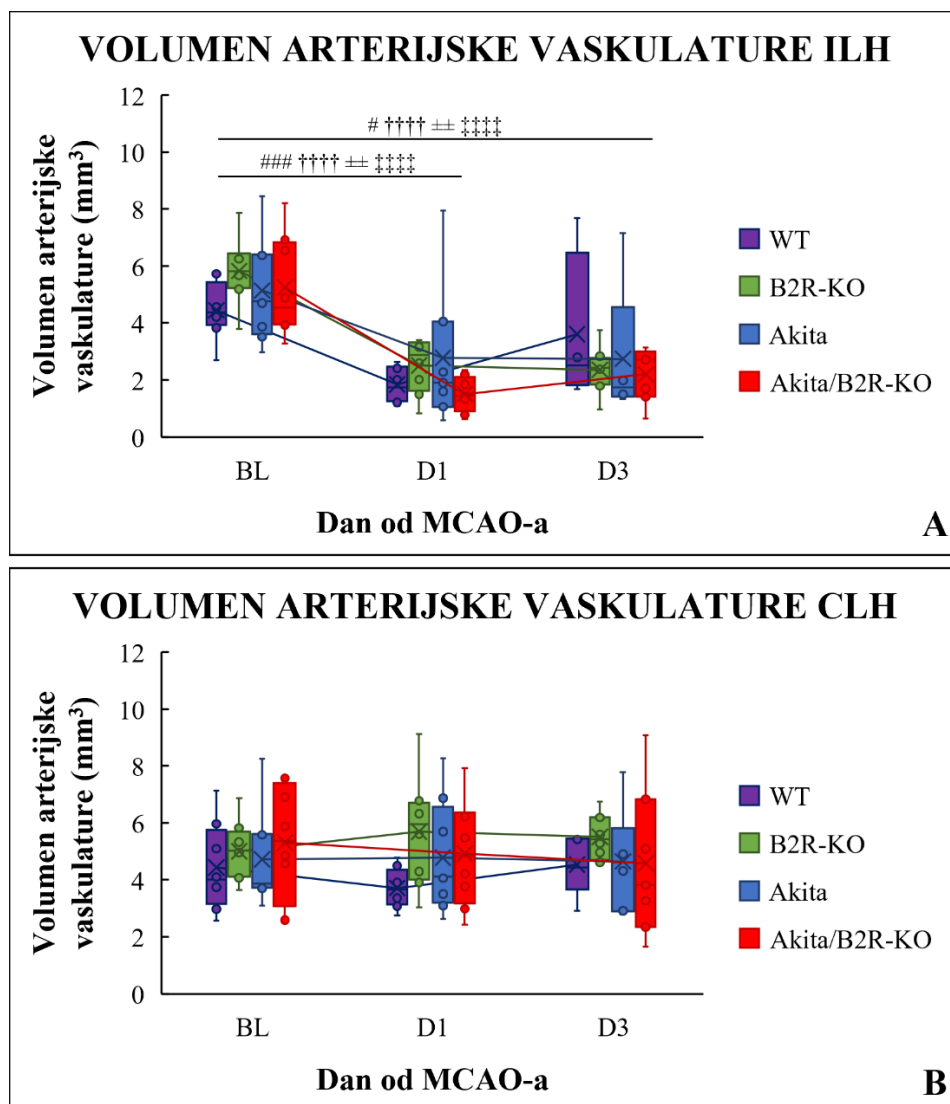 VOLUMEN ARTERIJSKE VASKULATURE ILH
Volumen arterijske
vaskulature (mm³)
12
10
8
6
4
2
0
# †††† ±± ‡‡‡‡
### †††† ±± ‡‡‡‡
BL
D1
D3
Dan od MCAO-a
WT
B2R-KO
Akita
Akita/B2R-KO
A
VOLUMEN ARTERIJSKE VASKULATURE CLH
Volumen arterijske
vaskulature (mm³)
12
10
8
6
4
2
0
BL
D1
D3
Dan od MCAO-a
WT
B2R-KO
Akita
Akita/B2R-KO
B